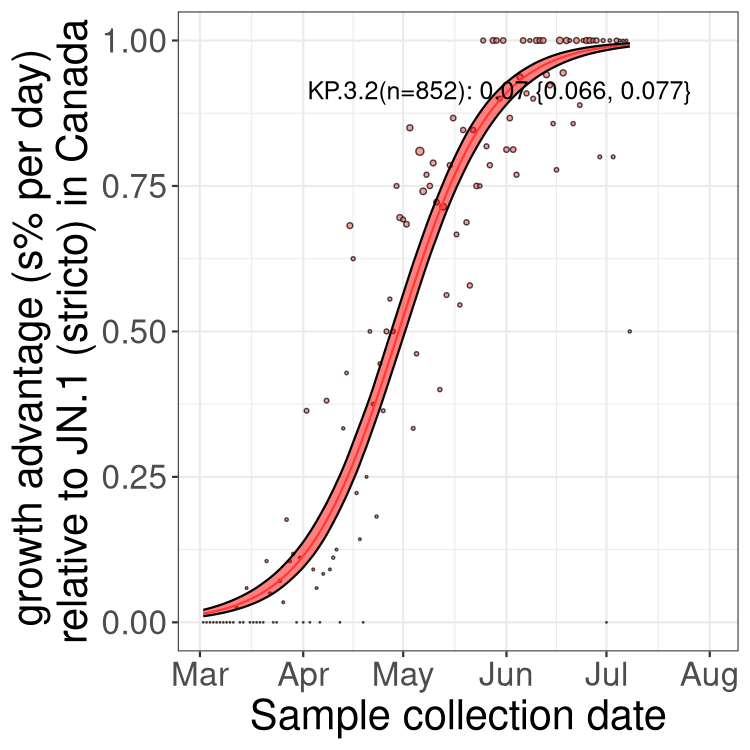 growth advantage (s% per day)
relative to JN.1 (stricto) in Canada
1.00
0.75
0.50
0.25
0.00
KP.3.2(n=852): 0.07 {0.066, 0.077}
Mar Apr May Jun Jul Aug
Sample collection date